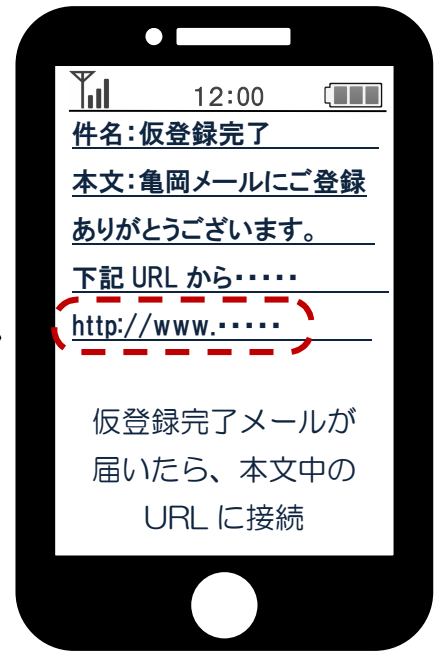 12:00
件名：仮登録完了
本文：亀岡メールにご登録
ありがとうございます。
下記 URL から・・・・・
http://www.・・・・・
仮登録完了メールが
届いたら、本文中の
URL に接続